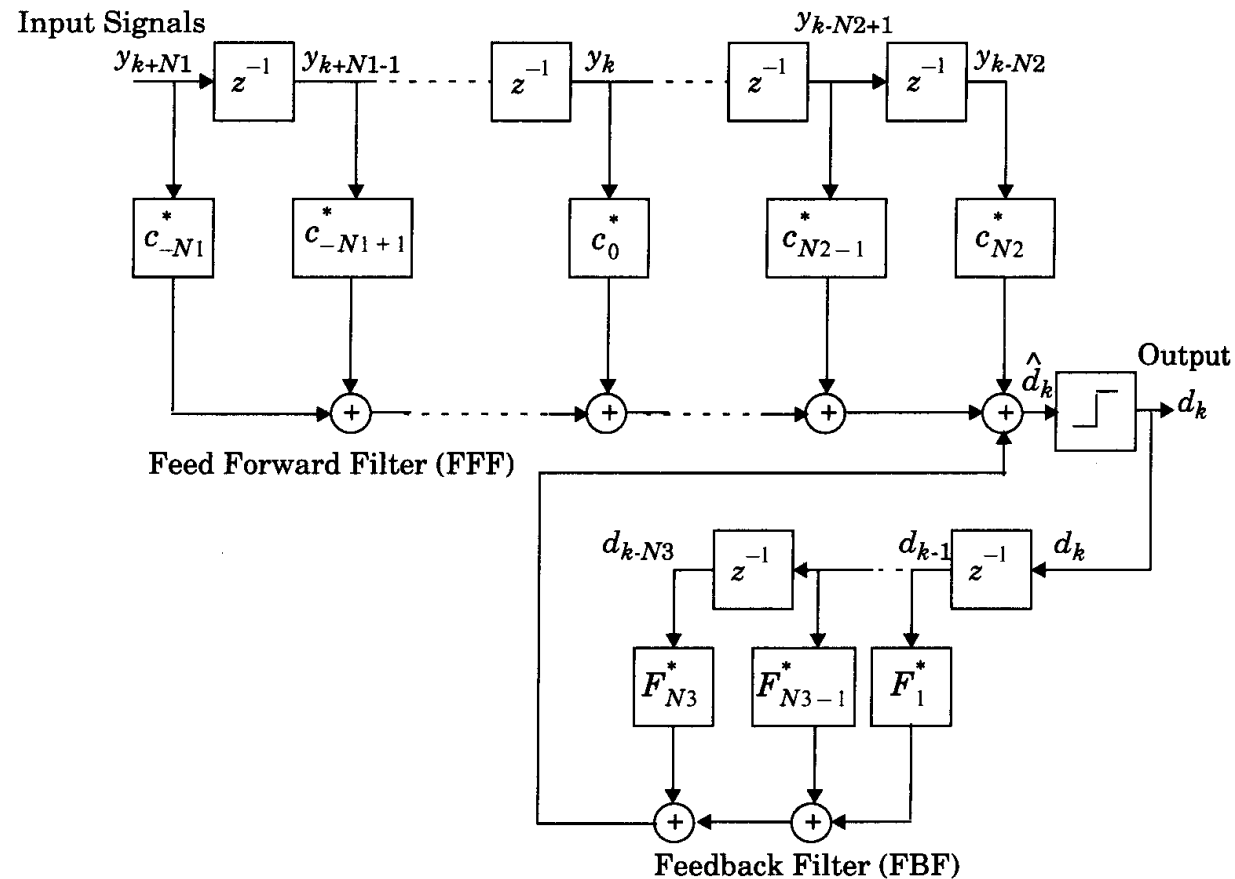 Input Signals
y_{k+N1} z^{-1} y_{k+N1-1} z^{-1} y_k z^{-1} y_{k-N2+1} z^{-1} y_{k-N2}
c^*_{-N1} c^*_{-N1+1} c^*_0 c^*_{N2-1} c^*_{N2}
+ + + + \hat{d}_k Output d_k
Feed Forward Filter (FFF)
d_{k-N3} z^{-1} d_{k-1} z^{-1} d_k
F^*_{N3} F^*_{N3-1} F^*_1
+ +
Feedback Filter (FBF)